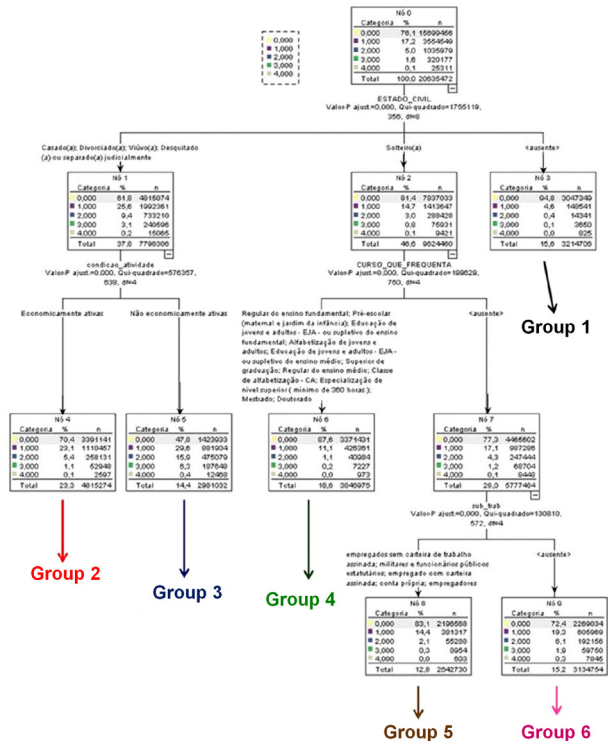 0,000
1,000
2,000
3,000
4,000
Nó 0
Categoria % n
0,000 76,1 15699456
1,000 17,2 3554549
2,000 5,0 1035979
3,000 1,6 320177
4,000 0,1 25311
Total 100,0 20635472
ESTADO_CIVIL
Valor-P ajust.=0,000, Qui-quadrado=1755119,
356, df=8
Casado(a); Divorciado(a); Viúvo(a); Desquitado
(a) ou separado(a) judicialmente
Solteiro(a)
<ausente>
Nó 1
Categoria % n
0,000 61,8 4815074
1,000 25,6 1992361
2,000 9,4 733210
3,000 3,1 240596
4,000 0,2 15065
Total 37,8 7796306
Nó 2
Categoria % n
0,000 81,4 7837033
1,000 14,7 1413647
2,000 3,0 288428
3,000 0,8 75931
4,000 0,1 9421
Total 46,6 9624460
Nó 3
Categoria % n
0,000 94,8 3047349
1,000 4,6 148541
2,000 0,4 14341
3,000 0,1 3650
4,000 0,0 825
Total 15,6 3214706
condicao_atividade
Valor-P ajust.=0,000, Qui-quadrado=576357,
638, df=4
CURSO_QUE_FREQUENTA
Valor-P ajust.=0,000, Qui-quadrado=199629,
760, df=4
Group 1
Economicamente ativas
Não economicamente ativas
Regular do ensino fundamental; Pré-escolar
(maternal e jardim da infância); Educação de
jovens e adultos - EJA - ou supletivo do ensino
fundamental; Alfabetização de jovens e
adultos; Educação de jovens e adultos - EJA -
ou supletivo do ensino médio; Superior de
graduação; Regular do ensino médio; Classe
de alfabetização - CA; Especialização de
nível superior ( mínimo de 360 horas );
Mestrado; Doutorado
<ausente>
Nó 4
Categoria % n
0,000 70,4 3391141
1,000 23,1 1110457
2,000 5,4 258131
3,000 1,1 52948
4,000 0,1 2597
Total 23,3 4815274
Nó 5
Categoria % n
0,000 47,8 1423933
1,000 29,6 881904
2,000 15,9 475079
3,000 6,3 187648
4,000 0,4 12468
Total 14,4 2981032
Nó 6
Categoria % n
0,000 87,6 3371431
1,000 11,1 426361
2,000 1,1 40984
3,000 0,2 7227
4,000 0,0 973
Total 18,6 3846976
Nó 7
Categoria % n
0,000 77,3 4465602
1,000 17,1 987286
2,000 4,3 247444
3,000 1,2 68704
4,000 0,1 8448
Total 28,0 5777484
sub_trab
Valor-P ajust.=0,000, Qui-quadrado=130810,
572, df=4
empregados sem carteira de trabalho
assinada; militares e funcionários públicos
estatutários; empregado com carteira
assinada; conta própria; empregadores
<ausente>
Group 2
Group 3
Group 4
Nó 8
Categoria % n
0,000 83,1 2196568
1,000 14,4 381317
2,000 2,1 55288
3,000 0,3 8954
4,000 0,0 603
Total 12,8 2642730
Nó 9
Categoria % n
0,000 72,4 2269034
1,000 19,3 605969
2,000 6,1 192156
3,000 1,9 59750
4,000 0,3 7845
Total 15,2 3134754
Group 5
Group 6